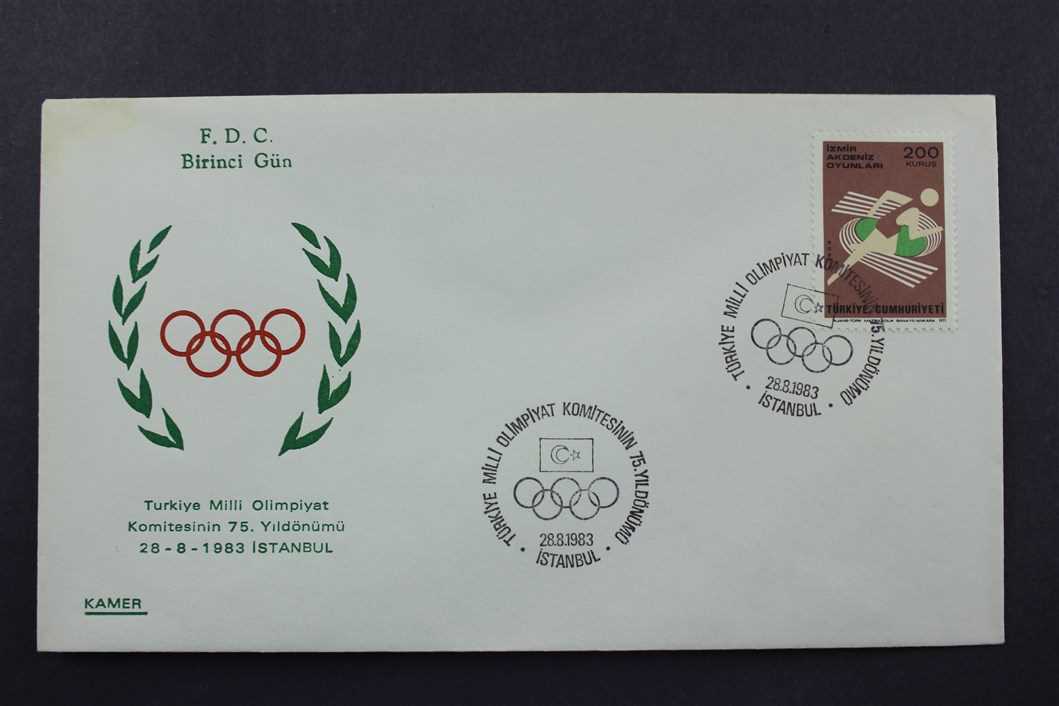 F. D. C.
Birinci Gün
Turkiye Milli Olimpiyat
Komitesinin 75. Yıldönümü
28 - 8 - 1983 İSTANBUL
KAMER
İZMİR
AKDENİZ
OYUNLARI
200
KURUŞ
TÜRKİYE CUMHURİYETİ
TÜRKİYE MİLLİ OLİMPİYAT KOMİTESİNİN 75.YILDÖNÜMÜ
28.8.1983
İSTANBUL
TÜRKİYE MİLLİ OLİMPİYAT KOMİTESİNİN 75.YILDÖNÜMÜ
28.8.1983
İSTANBUL